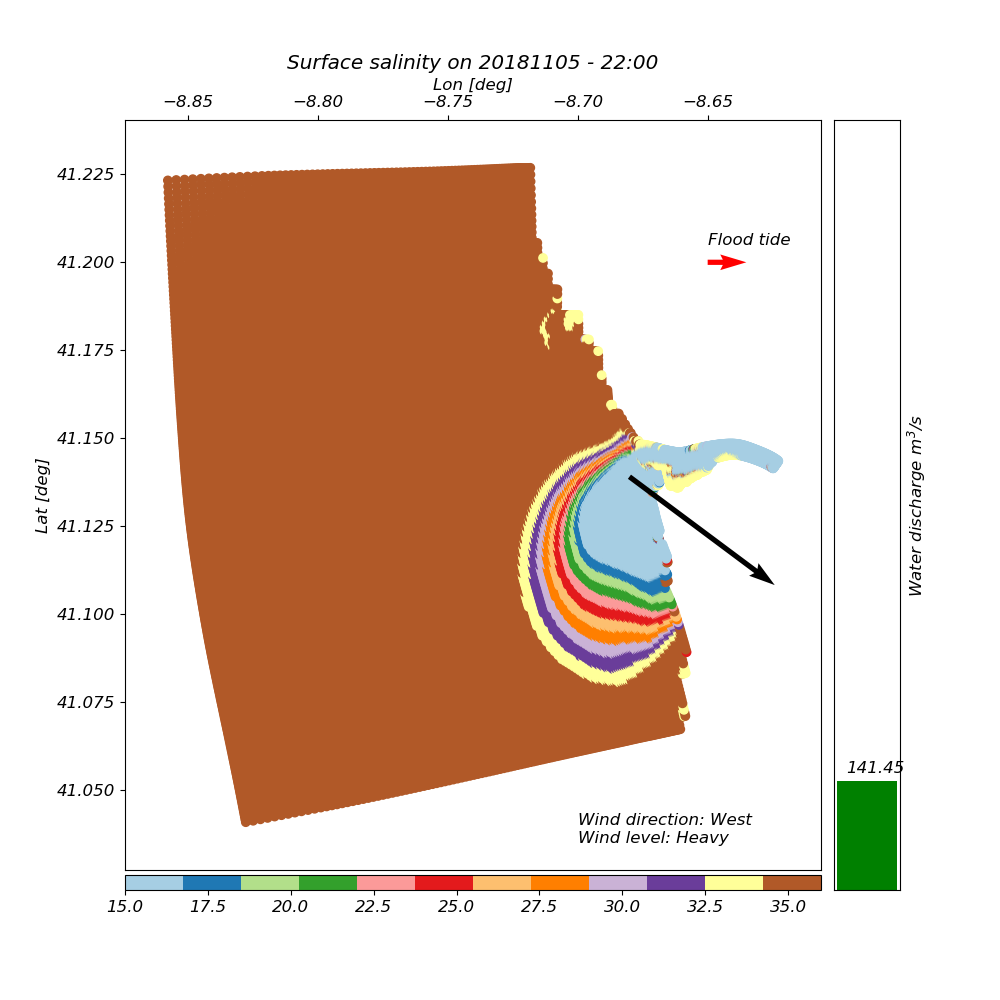 Surface salinity on 20181105 - 22:00
Lon [deg]
−8.85 −8.80 −8.75 −8.70 −8.65
41.225
41.200
41.175
41.150
41.125
41.100
41.075
41.050
Lat [deg]
Flood tide
Wind direction: West
Wind level: Heavy
15.0 17.5 20.0 22.5 25.0 27.5 30.0 32.5 35.0
141.45
Water discharge m³/s